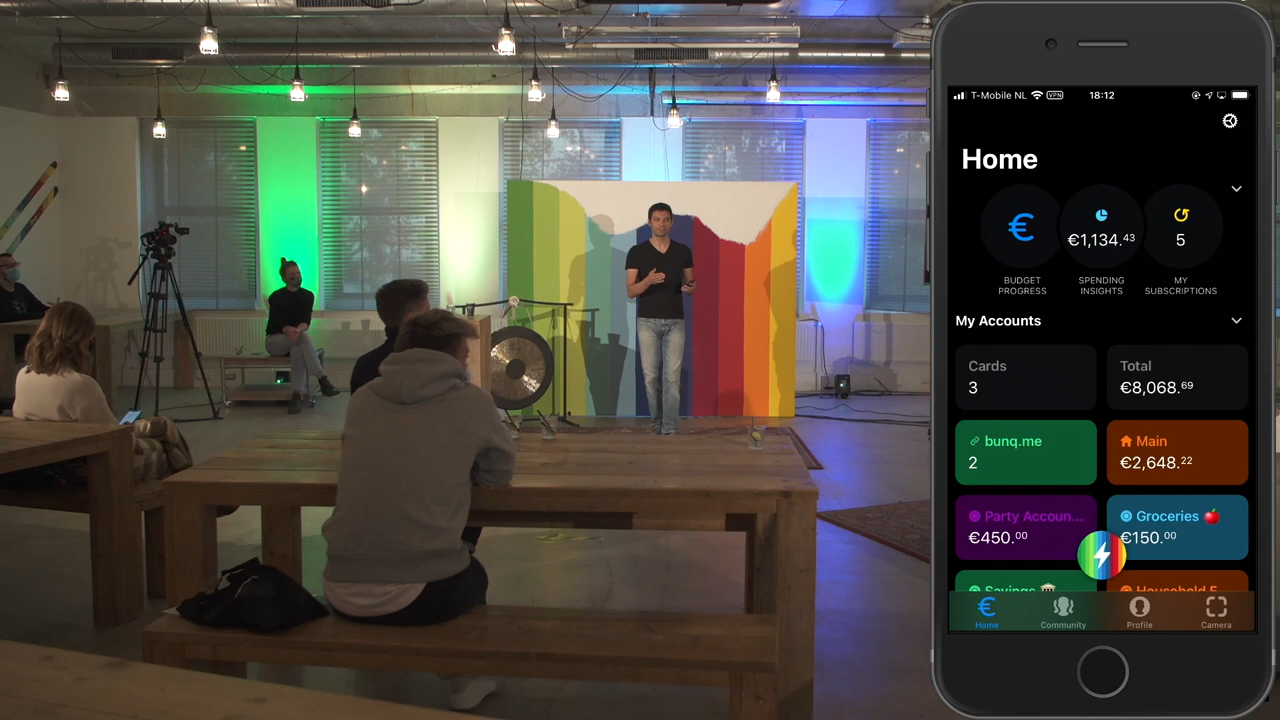 T-Mobile NL VPN 18:12
Home
€
€1,134.43
5
BUDGET PROGRESS
SPENDING INSIGHTS
MY SUBSCRIPTIONS
My Accounts
Cards
3
Total
€8,068.69
bunq.me
2
Main
€2,648.22
Party Accoun...
€450.00
Groceries 🍎
€150.00
Savings 🏛️
Household E
€
Home
Community
Profile
Camera